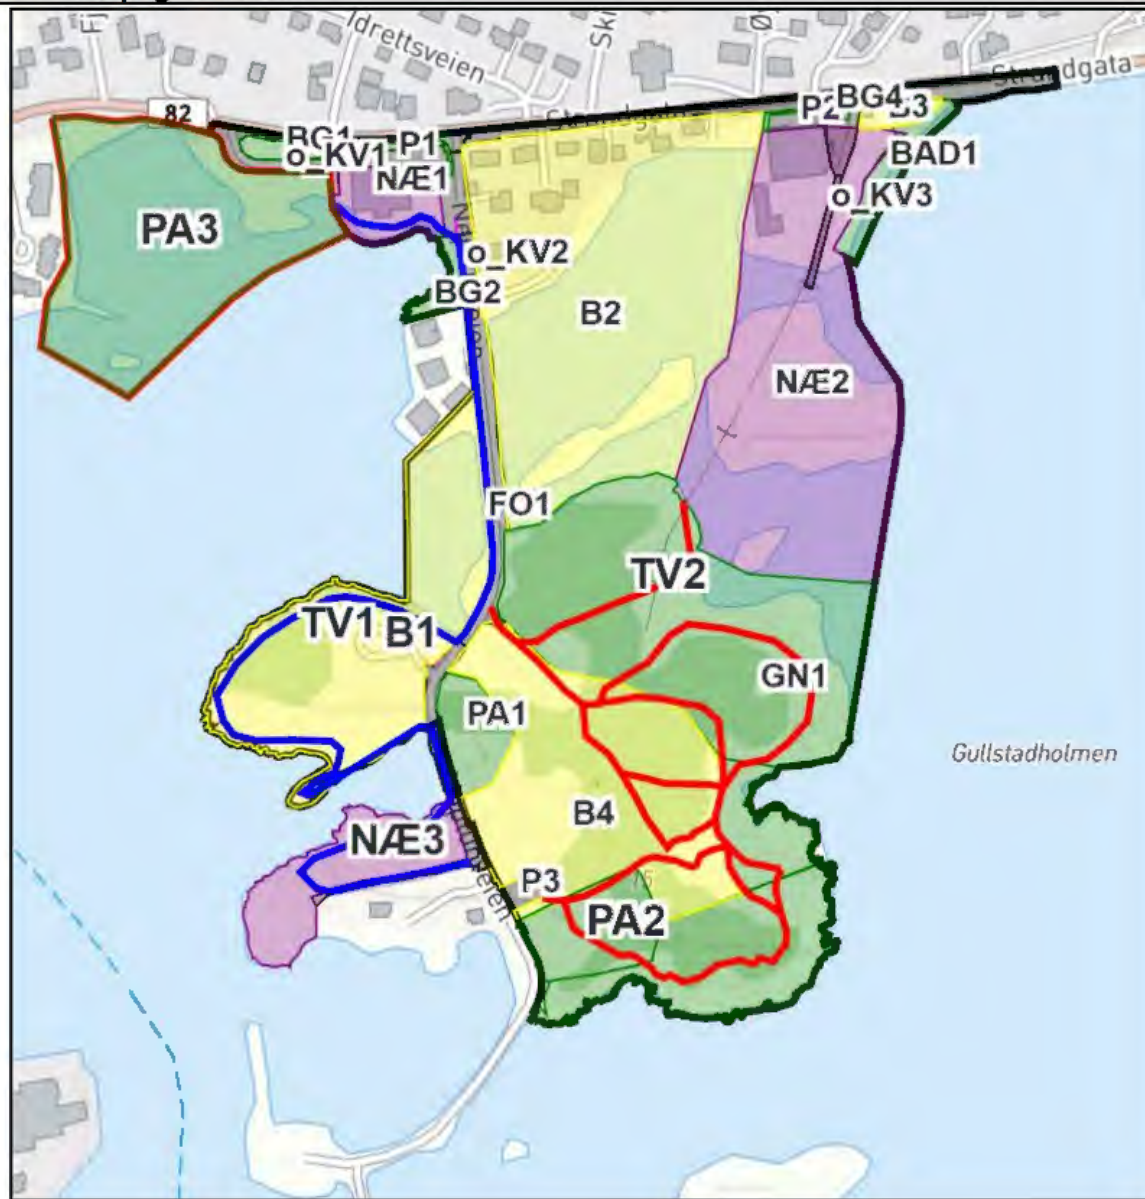 Idrettsveien
82
Strandgata
BG4
P2
BG1
P1
o_KV1
BAD1
NÆ1
o_KV3
PA3
o_KV2
BG2
B2
NÆ2
FO1
TV2
TV1
B1
GN1
PA1
Gullstadholmen
B4
NÆ3
P3
PA2